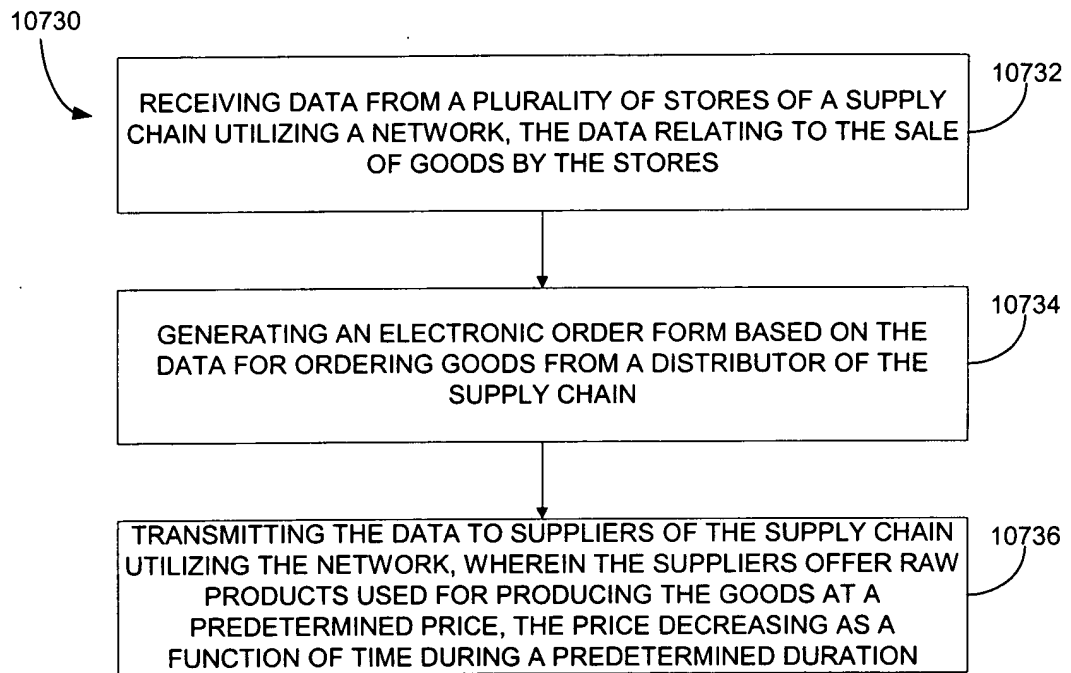 10730
10732
RECEIVING DATA FROM A PLURALITY OF STORES OF A SUPPLY
CHAIN UTILIZING A NETWORK, THE DATA RELATING TO THE SALE
OF GOODS BY THE STORES
10734
GENERATING AN ELECTRONIC ORDER FORM BASED ON THE
DATA FOR ORDERING GOODS FROM A DISTRIBUTOR OF THE
SUPPLY CHAIN
10736
TRANSMITTING THE DATA TO SUPPLIERS OF THE SUPPLY CHAIN
UTILIZING THE NETWORK, WHEREIN THE SUPPLIERS OFFER RAW
PRODUCTS USED FOR PRODUCING THE GOODS AT A
PREDETERMINED PRICE, THE PRICE DECREASING AS A
FUNCTION OF TIME DURING A PREDETERMINED DURATION